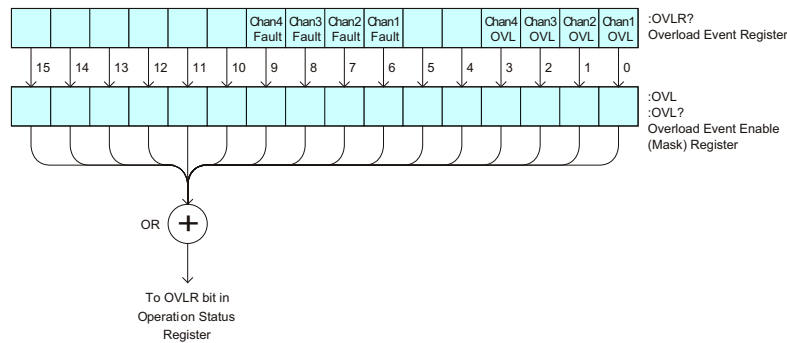 Chan4 Fault Chan3 Fault Chan2 Fault Chan1 Fault Chan4 OVL Chan3 OVL Chan2 OVL Chan1 OVL
:OVLR?
Overload Event Register
15 14 13 12 11 10 9 8 7 6 5 4 3 2 1 0
:OVL
:OVL?
Overload Event Enable
(Mask) Register
OR +
To OVLR bit in
Operation Status
Register